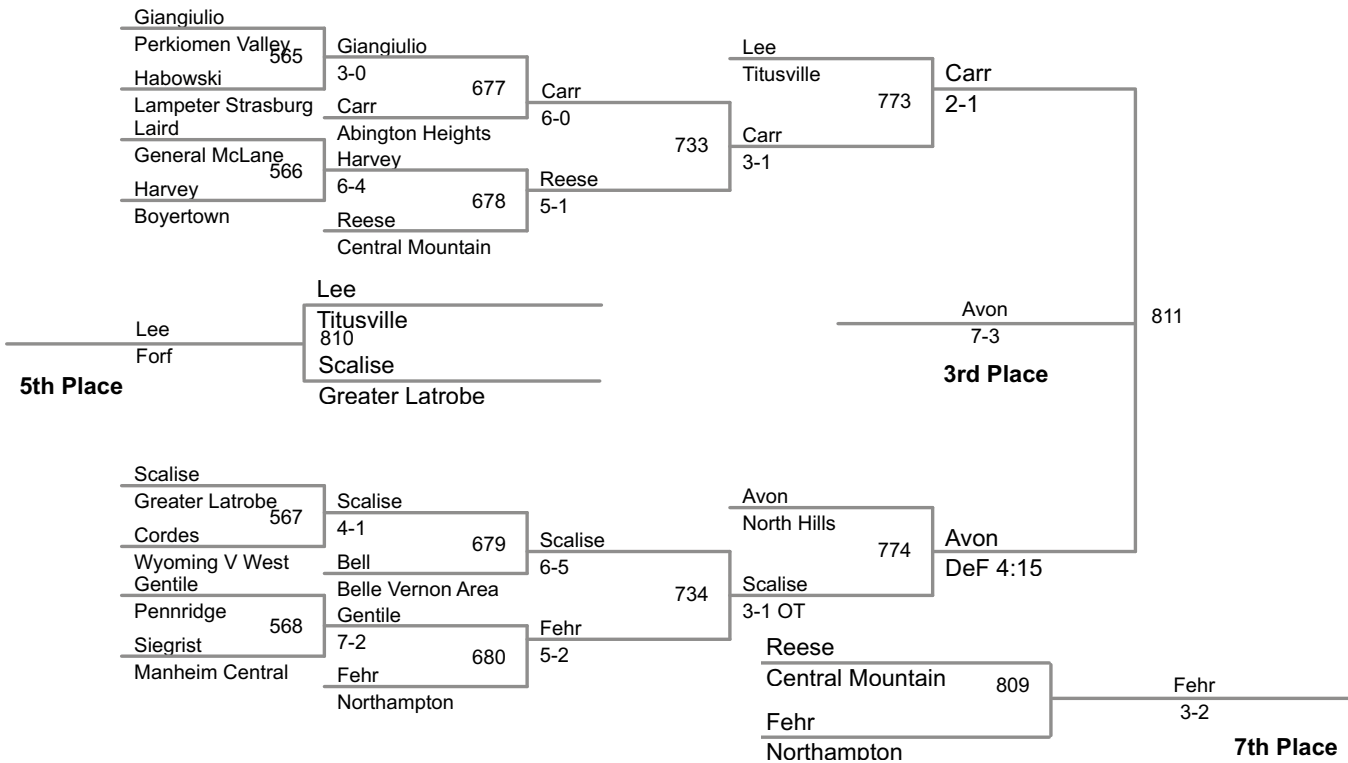 Giangiulio
Perkiomen Valley
565
Habowski
Lampeter Strasburg
Laird
General McLane
566
Harvey
Boyertown
Giangiulio
3-0
677
Carr
Abington Heights
Harvey
6-4
678
Reese
Central Mountain
Carr
6-0
733
Reese
5-1
Lee
Titusville
773
Carr
3-1
Carr
2-1
Lee
Titusville
810
Scalise
Greater Latrobe
Lee
Forf
5th Place
Avon
7-3
811
3rd Place
Scalise
Greater Latrobe
567
Cordes
Wyoming V West
Gentile
Pennridge
568
Siegrist
Manheim Central
Scalise
4-1
679
Bell
Belle Vernon Area
Gentile
7-2
680
Fehr
Northampton
Scalise
6-5
734
Fehr
5-2
Avon
North Hills
774
Scalise
3-1 OT
Avon
DeF 4:15
Reese
Central Mountain
809
Fehr
Northampton
Fehr
3-2
7th Place